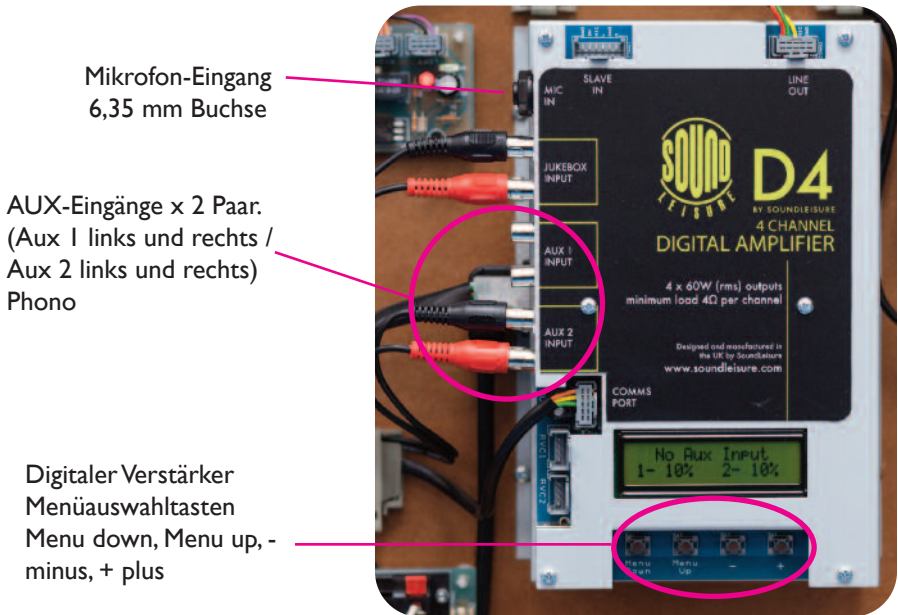 Mikrofon-Eingang
6,35 mm Buchse
AUX-Eingänge x 2 Paar.
(Aux 1 links und rechts /
Aux 2 links und rechts)
Phono
Digitaler Verstärker
Menüauswahltasten
Menu down, Menu up, -
minus, + plus
SLAVE
IN
LINE
OUT
MIC
IN
JUKEBOX
INPUT
SOUND
LEISURE
D4
BY SOUNDLEISURE
4 CHANNEL
DIGITAL AMPLIFIER
AUX 1
INPUT
4 x 60W (rms) outputs
minimum load 4Ω per channel
AUX 2
INPUT
Designed and manufactured in
the UK by SoundLeisure
www.soundleisure.com
COMMS
PORT
RVC1
RVC2
No Aux Input
1- 10% 2- 10%
Menu
Down
Menu
Up
-
+